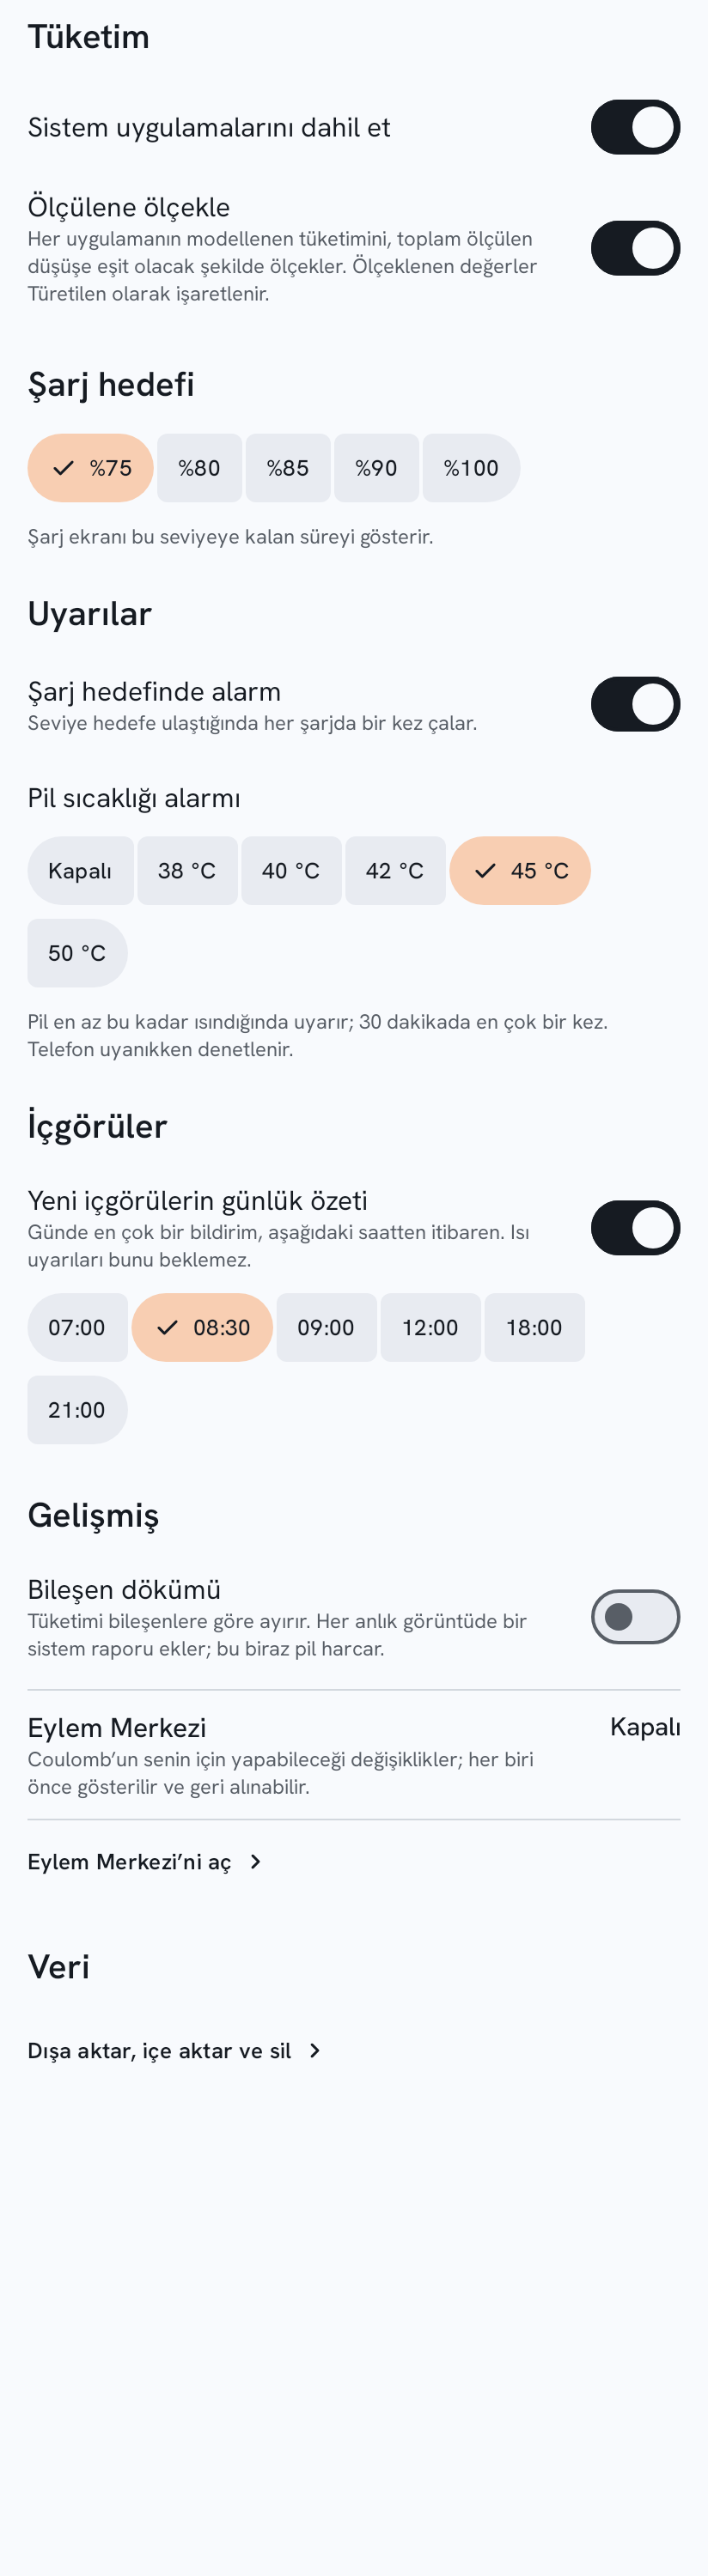 Tüketim
Sistem uygulamalarını dahil et
Ölçülene ölçekle
Her uygulamanın modellenen tüketimini, toplam ölçülen
düşüşe eşit olacak şekilde ölçekler. Ölçeklenen değerler
Türetilen olarak işaretlenir.
Şarj hedefi
%75 %80 %85 %90 %100
Şarj ekranı bu seviyeye kalan süreyi gösterir.
Uyarılar
Şarj hedefinde alarm
Seviye hedefe ulaştığında her şarjda bir kez çalar.
Pil sıcaklığı alarmı
Kapalı 38 °C 40 °C 42 °C 45 °C
50 °C
Pil en az bu kadar ısındığında uyarır; 30 dakikada en çok bir kez.
Telefon uyanıkken denetlenir.
İçgörüler
Yeni içgörülerin günlük özeti
Günde en çok bir bildirim, aşağıdaki saatten itibaren. Isı
uyarıları bunu beklemez.
07:00 08:30 09:00 12:00 18:00
21:00
Gelişmiş
Bileşen dökümü
Tüketimi bileşenlere göre ayırır. Her anlık görüntüde bir
sistem raporu ekler; bu biraz pil harcar.
Eylem Merkezi Kapalı
Coulomb’un senin için yapabileceği değişiklikler; her biri
önce gösterilir ve geri alınabilir.
Eylem Merkezi’ni aç
Veri
Dışa aktar, içe aktar ve sil